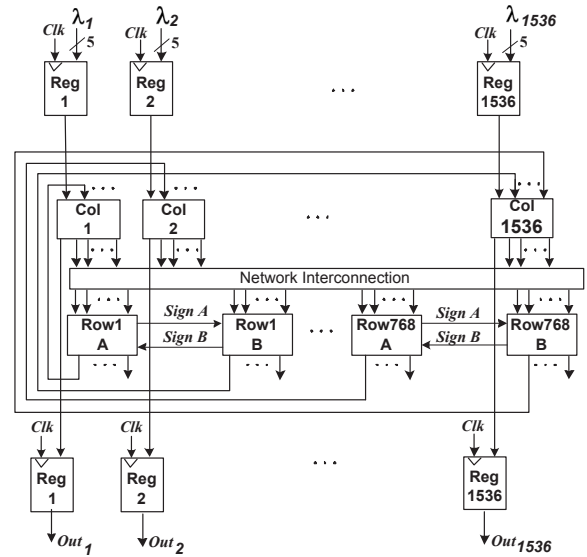 λ1 λ2 λ1536
Clk 5 Clk 5 Clk 5
Reg 1 Reg 2 ... Reg 1536
... ... ...
Col 1 Col 2 ... Col 1536
... ... ...
Network Interconnection
... ... ... ...
Row1 A Sign A Sign B Row1 B ... Row768 A Sign A Sign B Row768 B
... ... ... ...
Clk Clk Clk
Reg 1 Reg 2 ... Reg 1536
Out1 Out2 Out1536